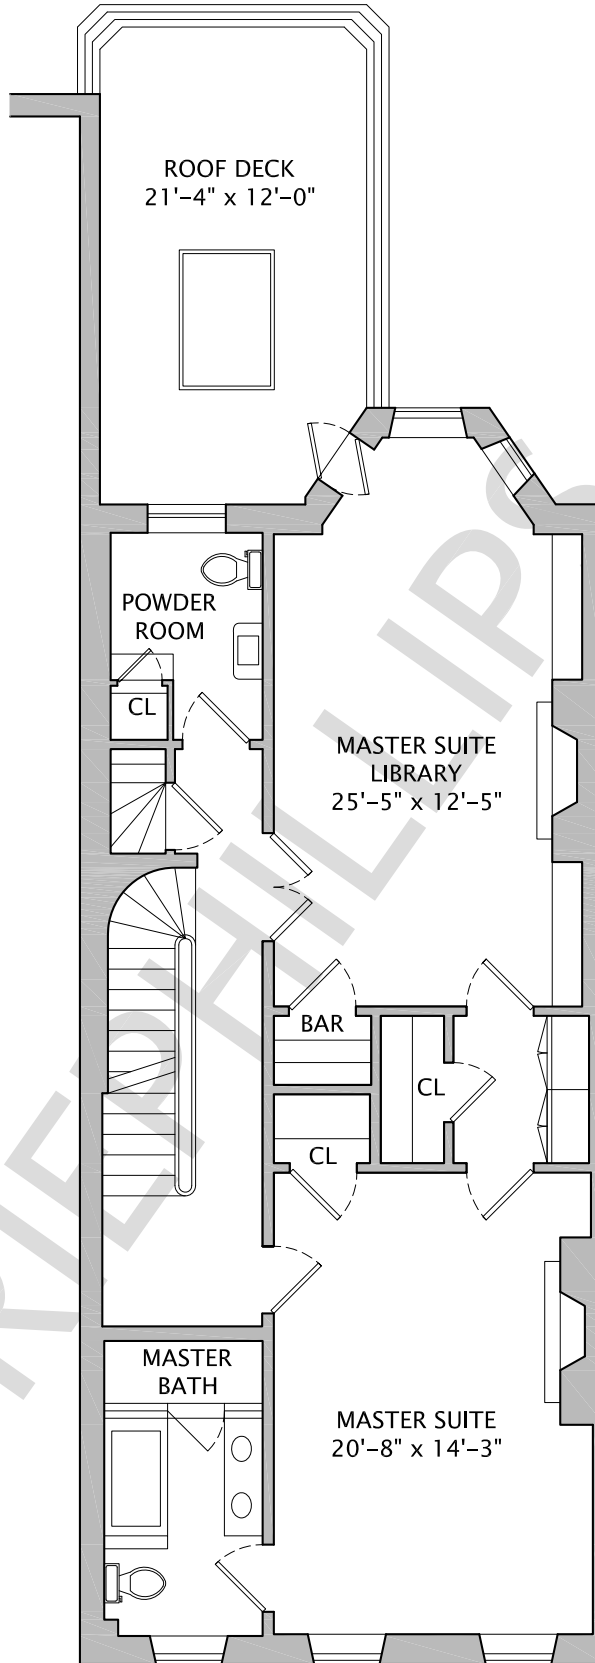 ROOF DECK
21'-4" x 12'-0"
POWDER
ROOM
CL
MASTER SUITE
LIBRARY
25'-5" x 12'-5"
BAR
CL
CL
MASTER
BATH
MASTER SUITE
20'-8" x 14'-3"
RIEPHILLIPS